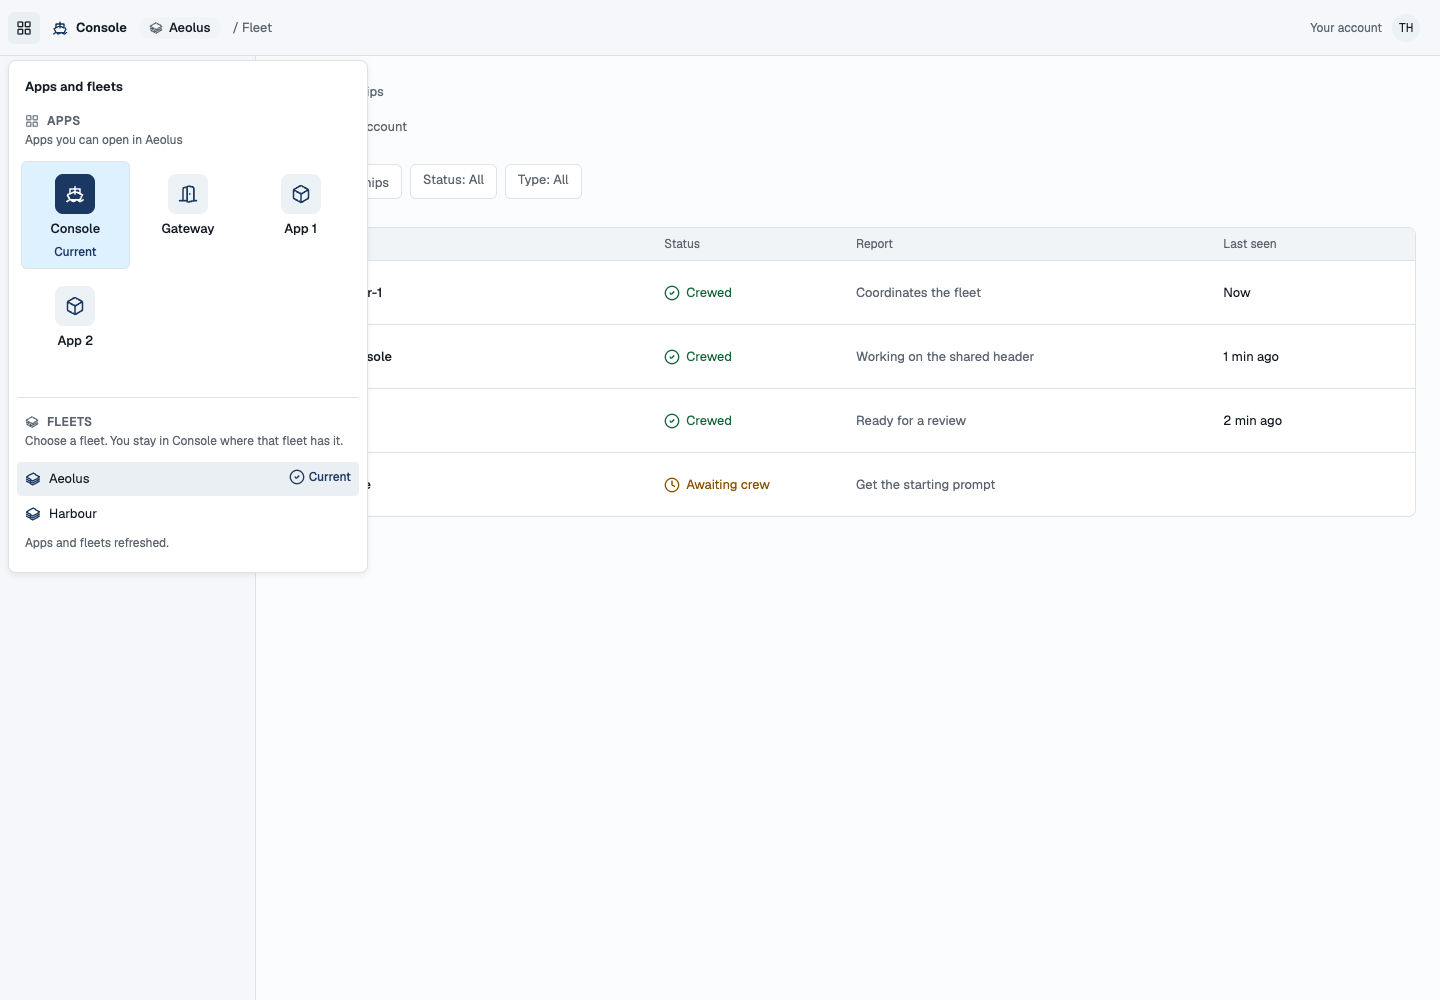 Console
Aeolus
/ Fleet
Your account
TH
Apps and fleets
APPS
Apps you can open in Aeolus
Console
Current
Gateway
App 1
App 2
FLEETS
Choose a fleet. You stay in Console where that fleet has it.
Aeolus
Current
Harbour
Apps and fleets refreshed.
Status: All
Type: All
Status
Report
Last seen
r-1
Crewed
Coordinates the fleet
Now
Crewed
Working on the shared header
1 min ago
Crewed
Ready for a review
2 min ago
Awaiting crew
Get the starting prompt